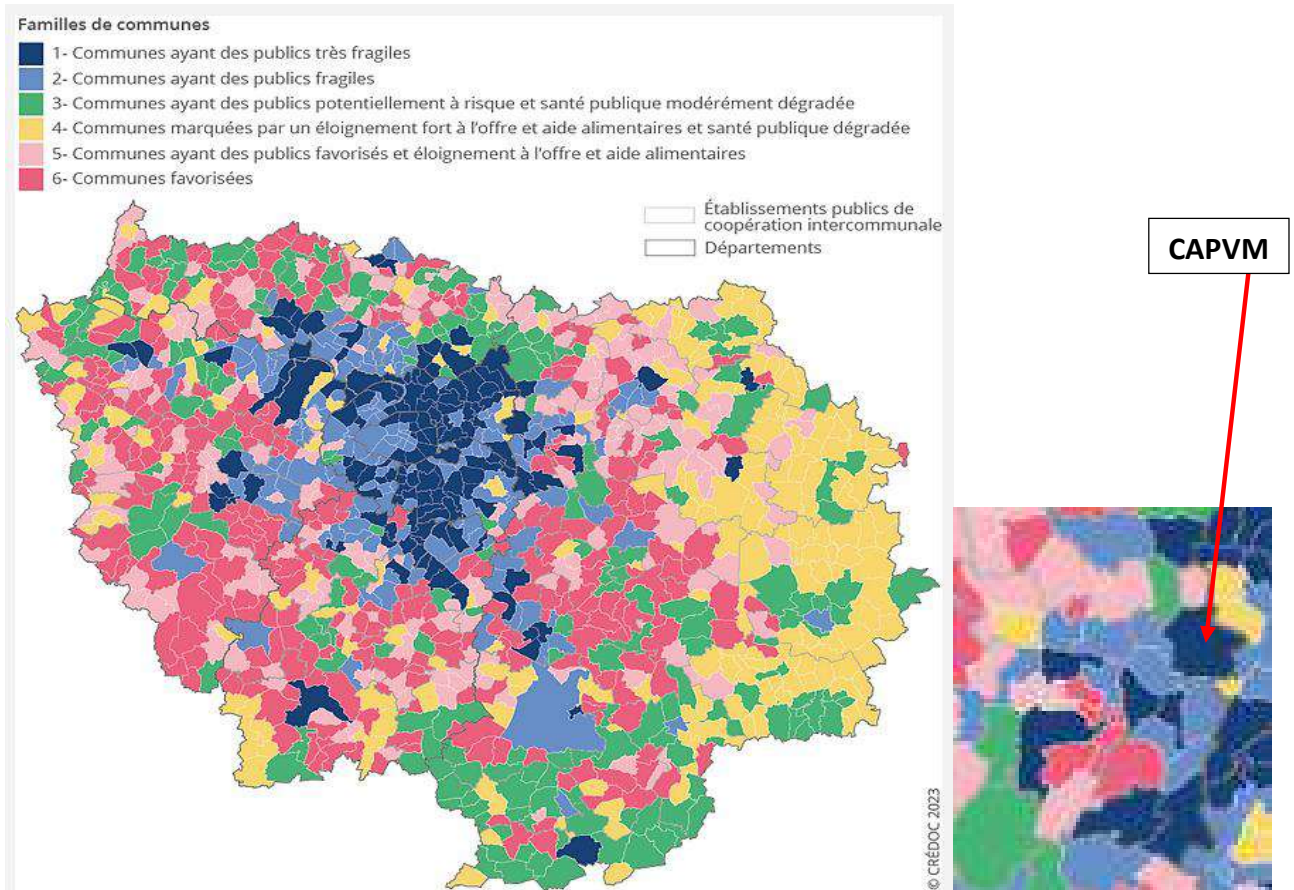 Familles de communes
1- Communes ayant des publics très fragiles
2- Communes ayant des publics fragiles
3- Communes ayant des publics potentiellement à risque et santé publique modérément dégradée
4- Communes marquées par un éloignement fort à l'offre et aide alimentaires et santé publique dégradée
5- Communes ayant des publics favorisés et éloignement à l'offre et aide alimentaires
6- Communes favorisées
Établissements publics de
coopération intercommunale
Départements
CAPVM
© CRÉDOC 2023